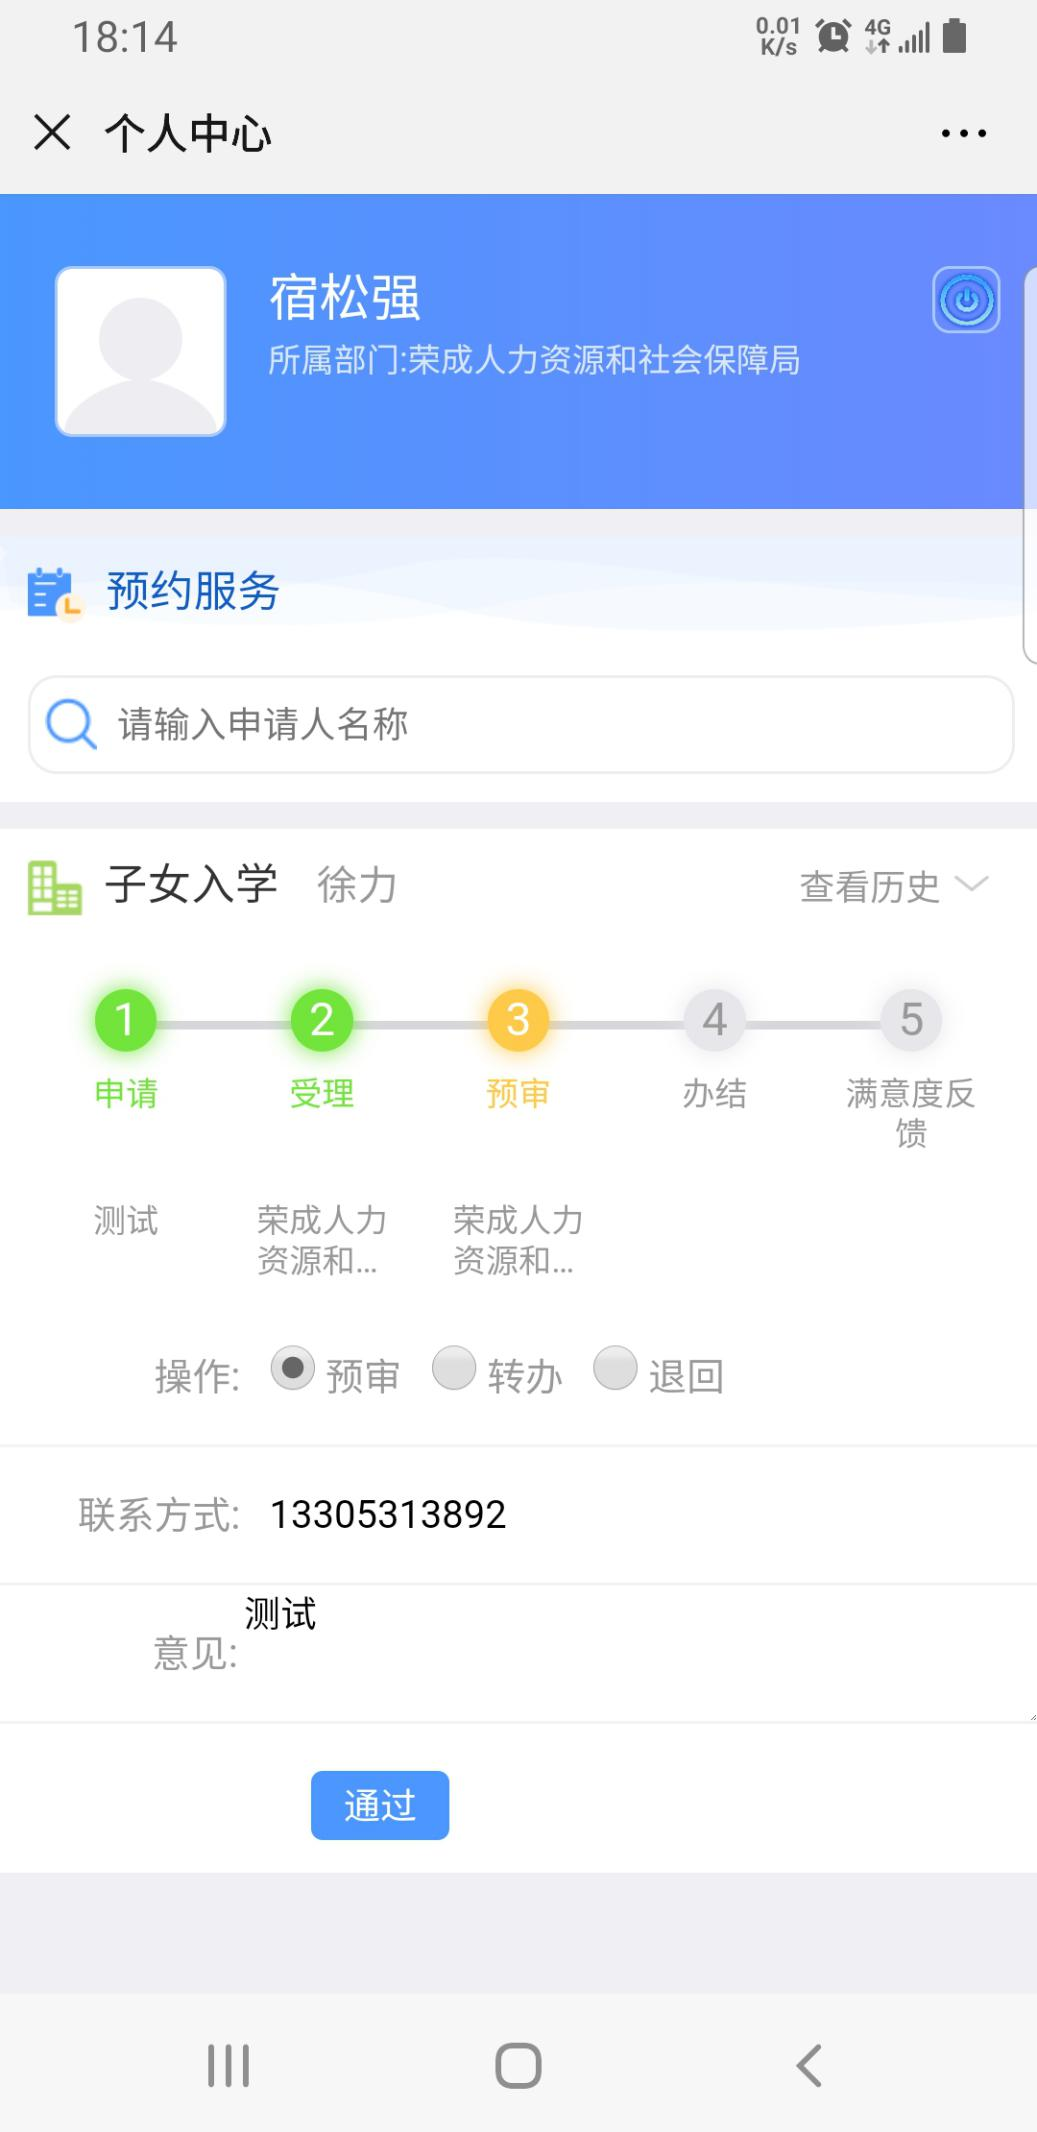 18:14
0.01
K/s
4G
个人中心
宿松强
所属部门:荣成人力资源和社会保障局
预约服务
请输入申请人名称
子女入学 徐力 查看历史
1 2 3 4 5
申请 受理 预审 办结 满意度反
馈
测试 荣成人力 荣成人力
资源和... 资源和...
操作: 预审 转办 退回
联系方式: 13305313892
测试
意见:
通过